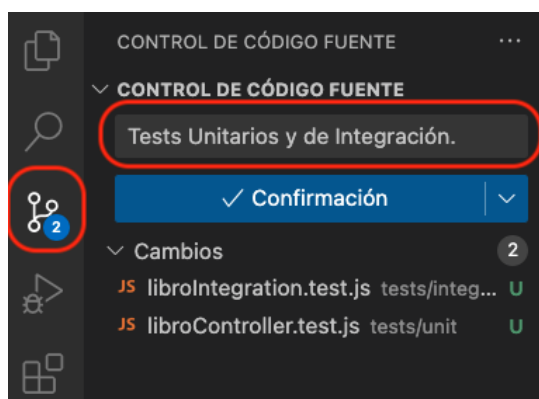 CONTROL DE CÓDIGO FUENTE ...
CONTROL DE CÓDIGO FUENTE
Tests Unitarios y de Integración.
✓ Confirmación
2
Cambios 2
JS libroIntegration.test.js tests/integ... U
JS libroController.test.js tests/unit U